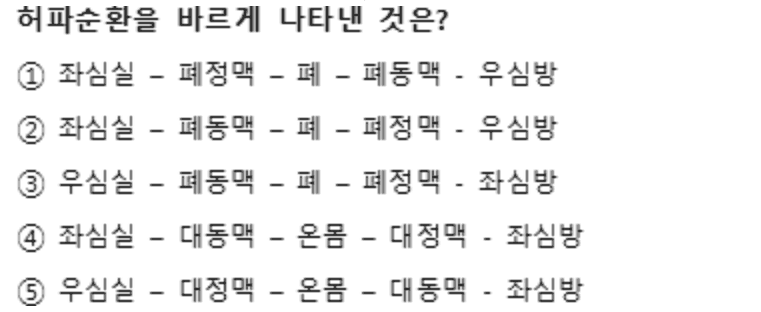 허파순환을 바르게 나타낸 것은?
① 좌심실 – 폐정맥 – 폐 – 폐동맥 - 우심방
② 좌심실 – 폐동맥 – 폐 – 폐정맥 - 우심방
③ 우심실 – 폐동맥 – 폐 – 폐정맥 - 좌심방
④ 좌심실 – 대동맥 – 온몸 – 대정맥 - 좌심방
⑤ 우심실 – 대정맥 – 온몸 – 대동맥 - 좌심방